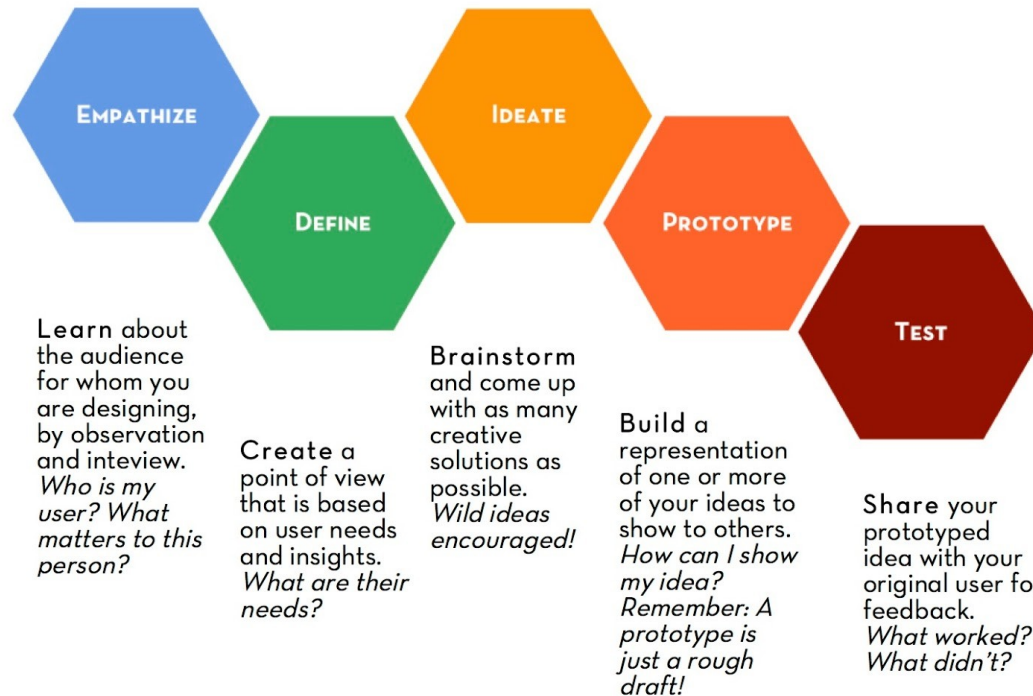 EMPATHIZE
DEFINE
IDEATE
PROTOTYPE
TEST
Learn about
the audience
for whom you
are designing,
by observation
and inteview.
Who is my
user? What
matters to this
person?
Create a
point of view
that is based
on user needs
and insights.
What are their
needs?
Brainstorm
and come up
with as many
creative
solutions as
possible.
Wild ideas
encouraged!
Build a
representation
of one or more
of your ideas to
show to others.
How can I show
my idea?
Remember: A
prototype is
just a rough
draft!
Share your
prototyped
idea with your
original user fo
feedback.
What worked?
What didn't?